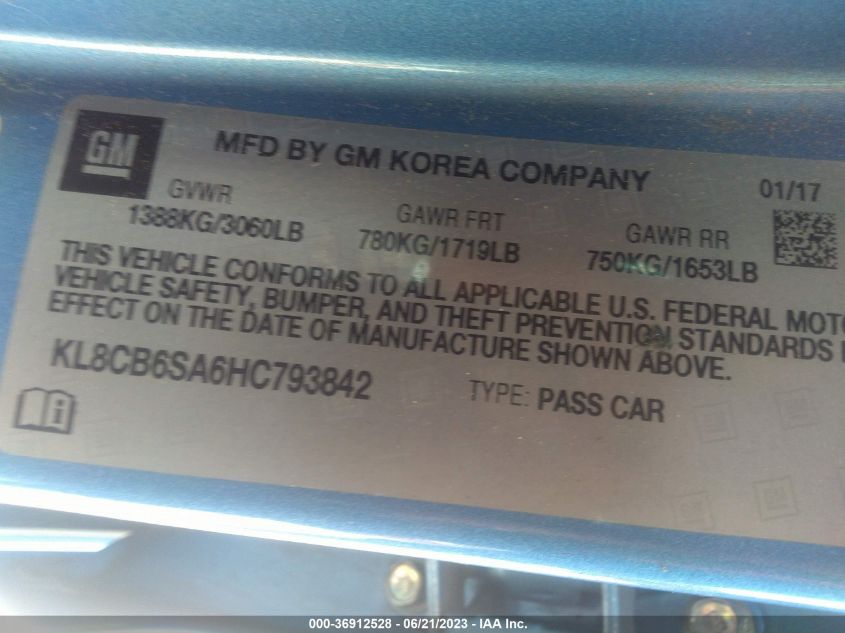 GM
MFD BY GM KOREA COMPANY
01/17
GVWR
1388KG/3060LB
GAWR FRT
780KG/1719LB
GAWR RR
750KG/1653LB
THIS VEHICLE CONFORMS TO ALL APPLICABLE U.S. FEDERAL MOTO
VEHICLE SAFETY, BUMPER, AND THEFT PREVENTION STANDARDS I
EFFECT ON THE DATE OF MANUFACTURE SHOWN ABOVE.
KL8CB6SA6HC793842
TYPE: PASS CAR
000-36912528 - 06/21/2023 - IAA Inc.